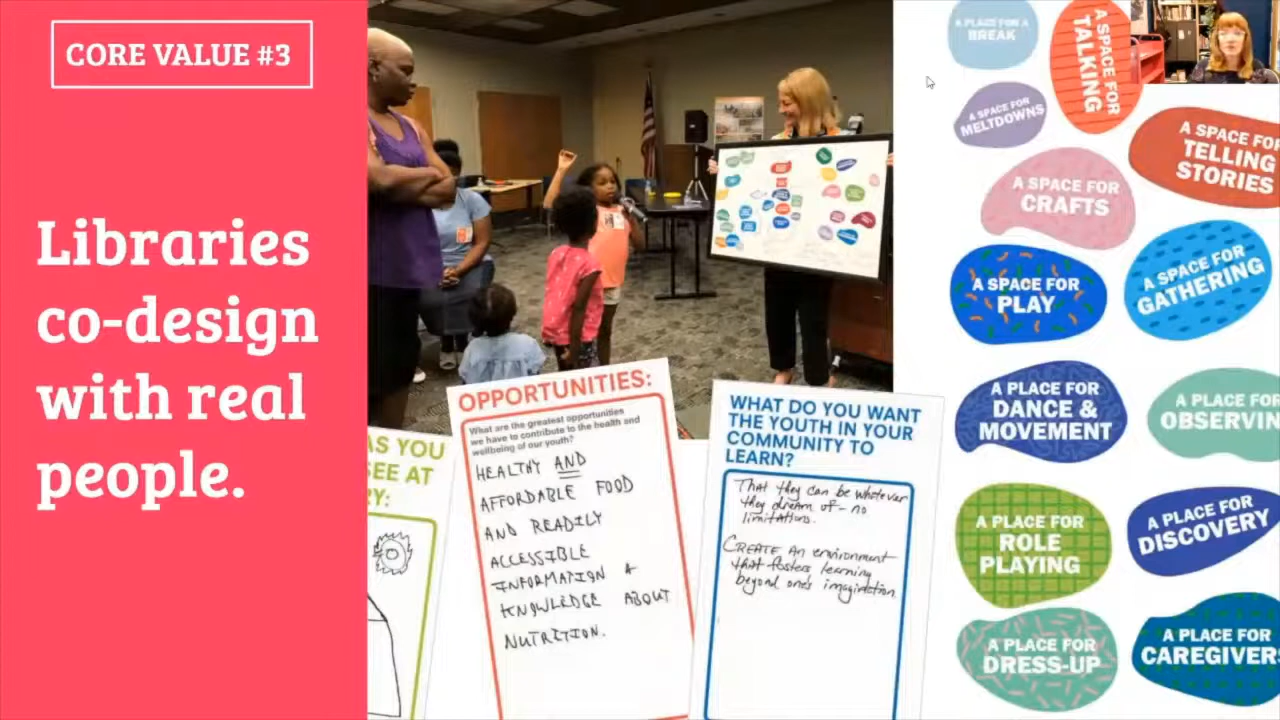 CORE VALUE #3
Libraries
co-design
with real
people.
AS YOU
SEE AT
RY:
OPPORTUNITIES:
What are the greatest opportunities
we have to contribute to the health and
wellbeing of our youth?
HEALTHY AND
AFFORDABLE FOOD
AND READILY
ACCESSIBLE
INFORMATION &
KNOWLEDGE ABOUT
NUTRITION.
WHAT DO YOU WANT
THE YOUTH IN YOUR
COMMUNITY TO
LEARN?
That they can be whatever
they dream of - no
limitations.
CREATE AN environment
that fosters learning
beyond one's imagination.
A PLACE FOR A
BREAK
A SPACE FOR
TALKING
A SPACE FOR
MELTDOWNS
A SPACE FOR
TELLING
STORIES
A SPACE FOR
CRAFTS
A SPACE FOR
PLAY
A SPACE FOR
GATHERING
A PLACE FOR
DANCE &
MOVEMENT
A PLACE FOR
OBSERVIN
A PLACE FOR
ROLE
PLAYING
A PLACE FOR
DISCOVERY
A PLACE FOR
DRESS-UP
A PLACE FOR
CAREGIVERS